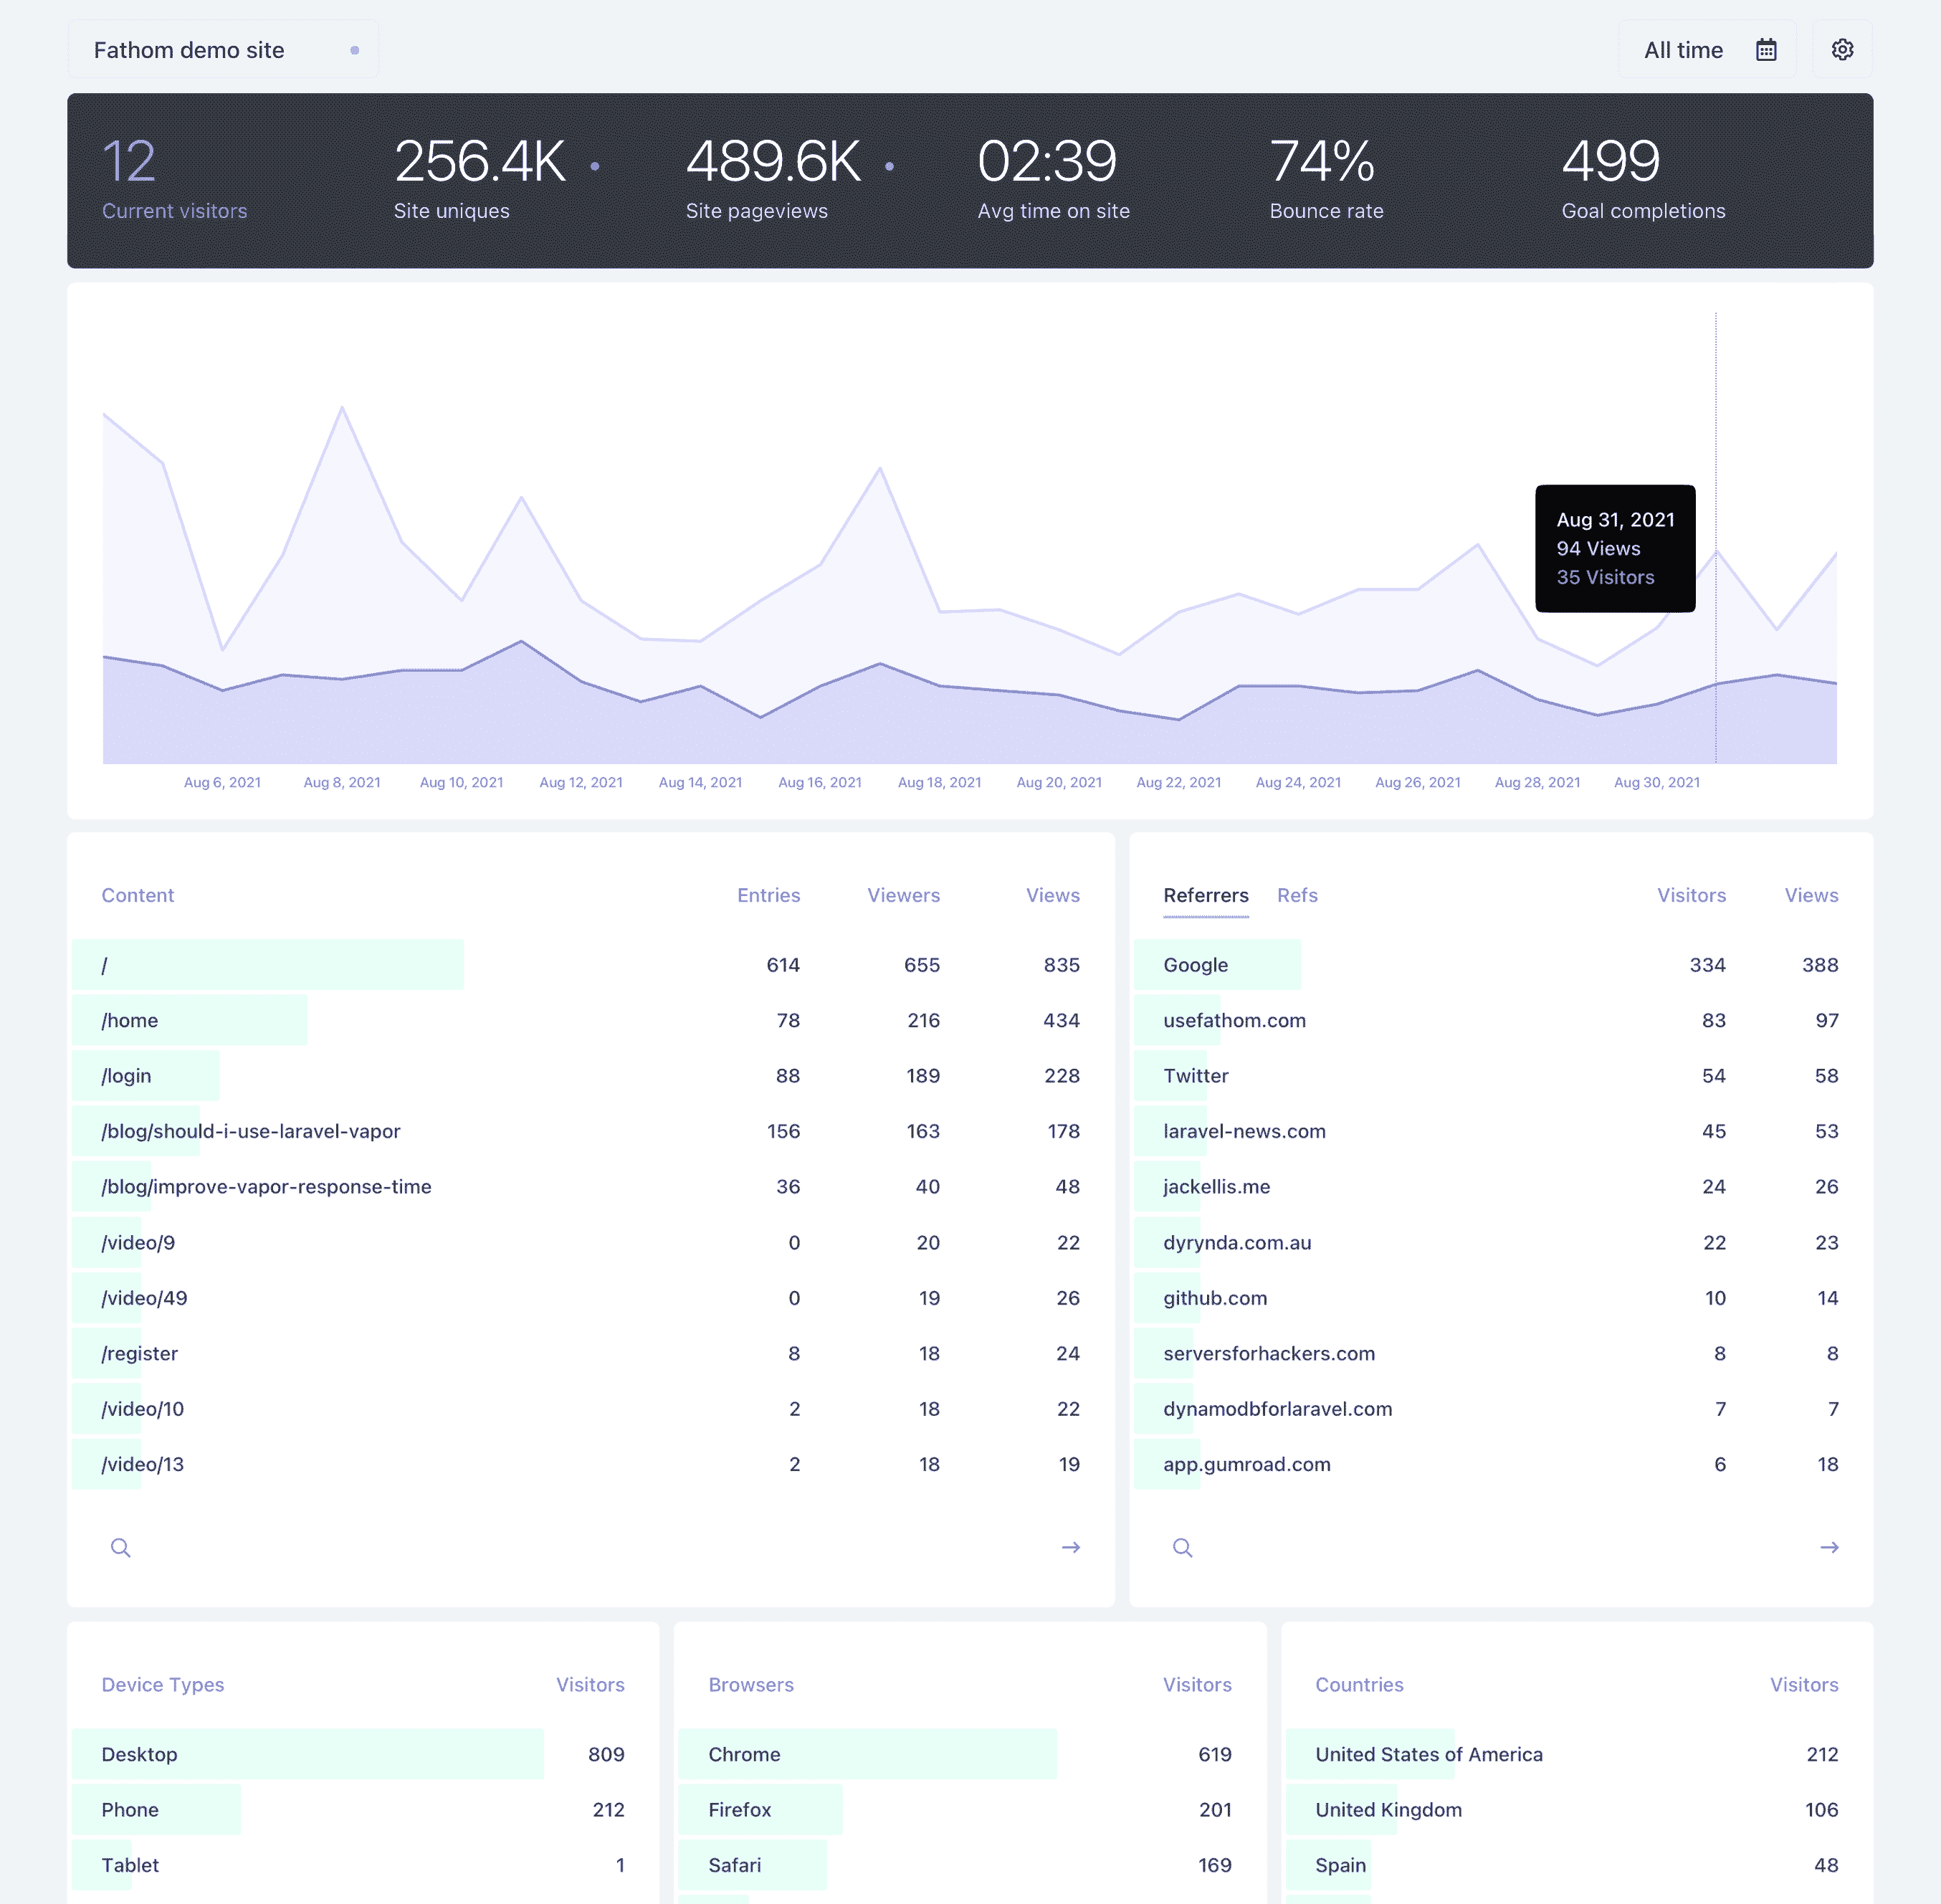 Fathom demo site
All time
12
Current visitors
256.4K
Site uniques
489.6K
Site pageviews
02:39
Avg time on site
74%
Bounce rate
499
Goal completions
Aug 31, 2021
94 Views
35 Visitors
Aug 6, 2021 Aug 8, 2021 Aug 10, 2021 Aug 12, 2021 Aug 14, 2021 Aug 16, 2021 Aug 18, 2021 Aug 20, 2021 Aug 22, 2021 Aug 24, 2021 Aug 26, 2021 Aug 28, 2021 Aug 30, 2021
Content Entries Viewers Views
/ 614 655 835
/home 78 216 434
/login 88 189 228
/blog/should-i-use-laravel-vapor 156 163 178
/blog/improve-vapor-response-time 36 40 48
/video/9 0 20 22
/video/49 0 19 26
/register 8 18 24
/video/10 2 18 22
/video/13 2 18 19
Referrers Refs Visitors Views
Google 334 388
usefathom.com 83 97
Twitter 54 58
laravel-news.com 45 53
jackellis.me 24 26
dyrynda.com.au 22 23
github.com 10 14
serversforhackers.com 8 8
dynamodbforlaravel.com 7 7
app.gumroad.com 6 18
Device Types Visitors
Desktop 809
Phone 212
Tablet 1
Browsers Visitors
Chrome 619
Firefox 201
Safari 169
Countries Visitors
United States of America 212
United Kingdom 106
Spain 48